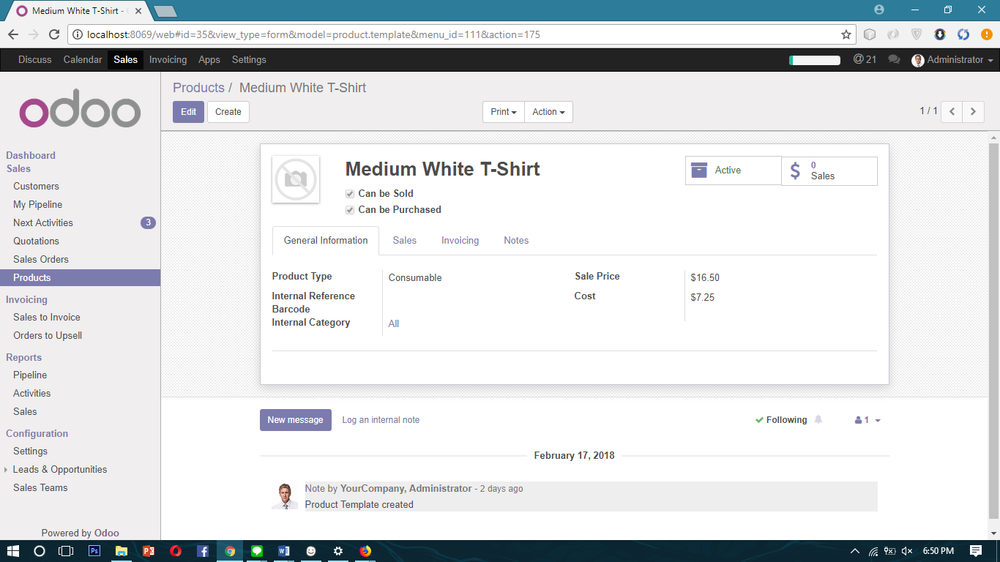 Medium White T-Shirt -
localhost:8069/web#id=35&view_type=form&model=product.template&menu_id=111&action=175
Discuss Calendar Sales Invoicing Apps Settings @ 21 Administrator
odoo
Dashboard
Sales
Customers
My Pipeline
Next Activities 3
Quotations
Sales Orders
Products
Invoicing
Sales to Invoice
Orders to Upsell
Reports
Pipeline
Activities
Sales
Configuration
Settings
Leads & Opportunities
Sales Teams
Powered by Odoo
Products / Medium White T-Shirt
Edit Create Print Action 1 / 1
Medium White T-Shirt
Active
0
Sales
Can be Sold
Can be Purchased
General Information Sales Invoicing Notes
Product Type Consumable Sale Price $16.50
Internal Reference Cost $7.25
Barcode
Internal Category All
New message Log an internal note Following 1
February 17, 2018
Note by YourCompany, Administrator - 2 days ago
Product Template created
6:50 PM